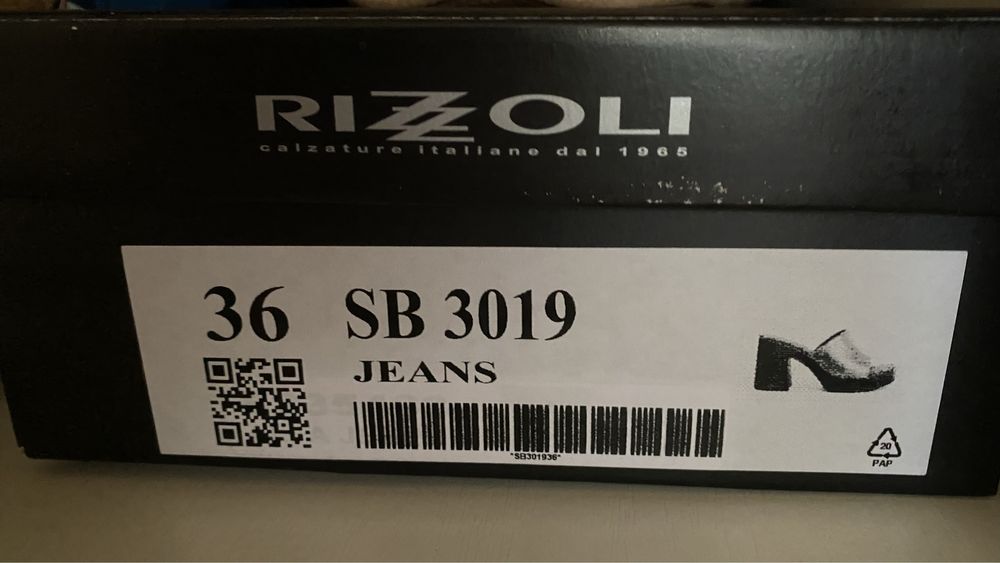 RIZZOLI
calzature italiane dal 1965
36 SB 3019
JEANS
*SB301936*
20
PAP